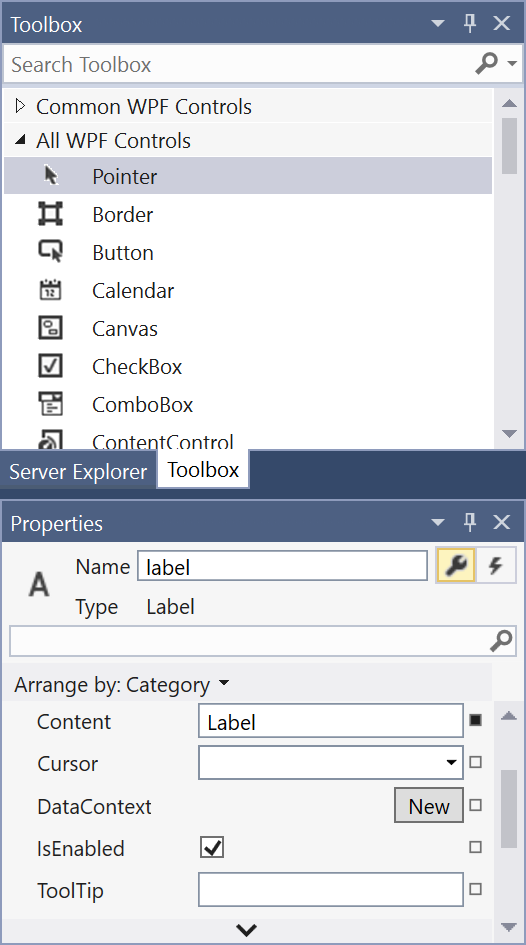 Toolbox
Search Toolbox
Common WPF Controls
All WPF Controls
Pointer
Border
Button
Calendar
Canvas
CheckBox
ComboBox
ContentControl
Server Explorer Toolbox
Properties
Name label
A
Type Label
Arrange by: Category
Content Label
Cursor
DataContext New
IsEnabled
ToolTip